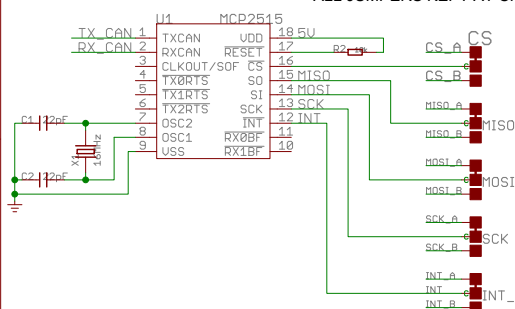 U1 MCP2515
TX_CAN 1 TXCAN VDD 18 5V
RX_CAN 2 RXCAN RESET 17 R2
3 CLKOUT/SOF CS 16
4 TX0RTS SO 15 MISO
5 TX1RTS SI 14 MOSI
6 TX2RTS SCK 13 SCK
7 OSC2 INT 12 INT
8 OSC1 RX0BF 11
9 VSS RX1BF 10
C1 22pF
X1
16MHz
C2 22pF
CS
CS_A
CS_B
MISO_A
MISO
MISO_B
MOSI_A
MOSI
MOSI_B
SCK_A
SCK
SCK_B
INT_A
INT INT_
INT_B